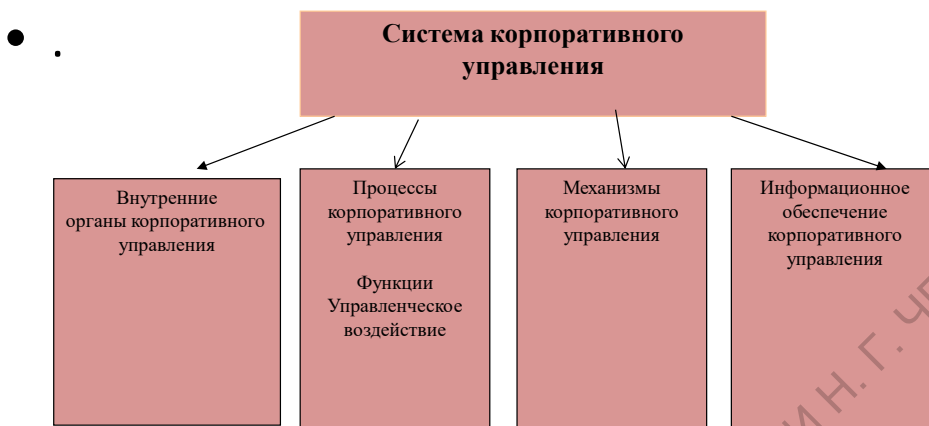 Система корпоративного
управления
Внутренние
органы корпоративного
управления
Процессы
корпоративного
управления
Функции
Управленческое
воздействие
Механизмы
корпоративного
управления
Информационное
обеспечение
корпоративного
управления
Н. Г. ЧЕ